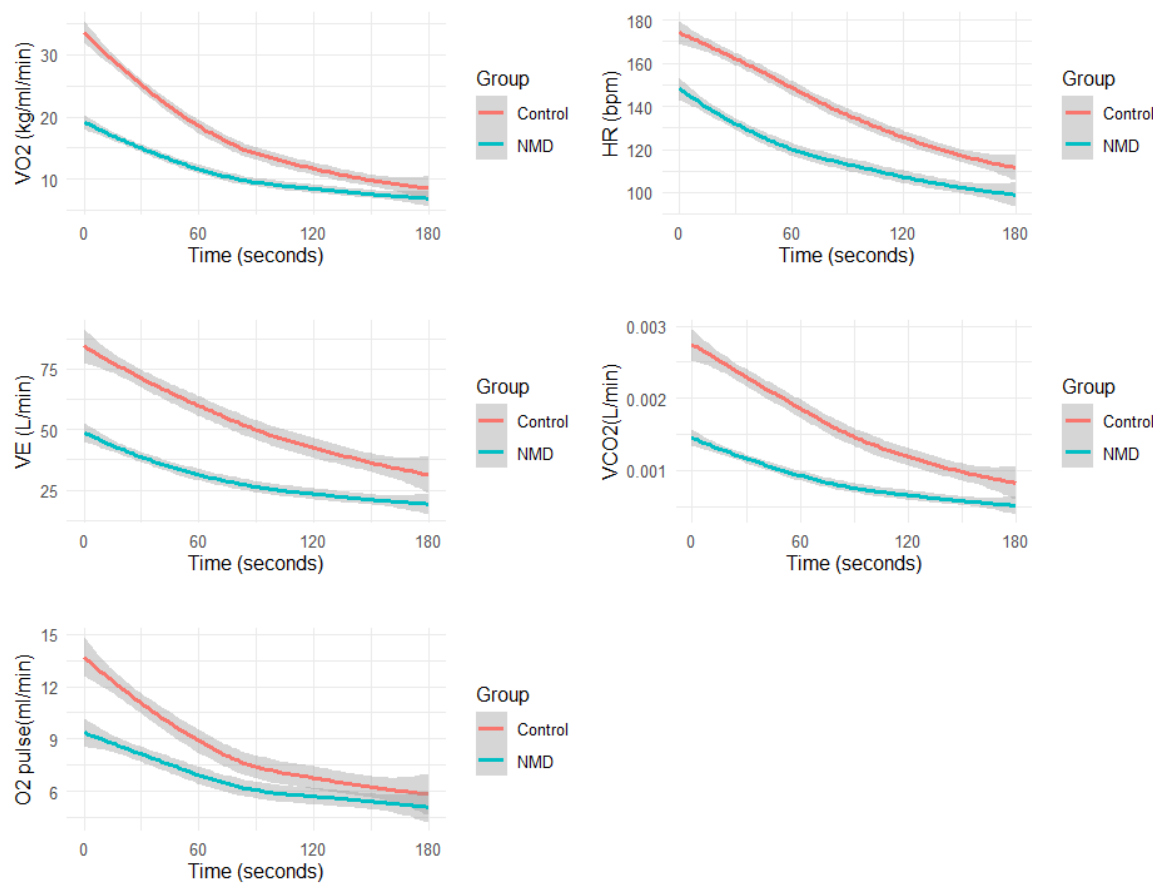 VO2 (kg/ml/min)
30
20
10
0 60 120 180
Time (seconds)
Group
Control
NMD
HR (bpm)
180
160
140
120
100
0 60 120 180
Time (seconds)
Group
Control
NMD
VE (L/min)
75
50
25
0 60 120 180
Time (seconds)
Group
Control
NMD
VCO2(L/min)
0.003
0.002
0.001
0 60 120 180
Time (seconds)
Group
Control
NMD
O2 pulse(ml/min)
15
12
9
6
0 60 120 180
Time (seconds)
Group
Control
NMD